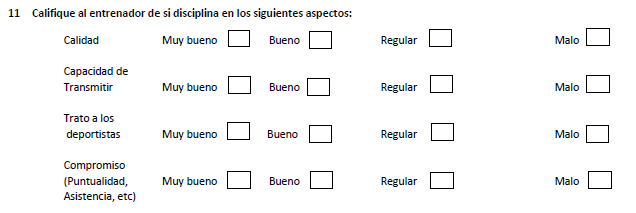 11 Califique al entrenador de si disciplina en los siguientes aspectos:
Calidad Muy bueno Bueno Regular Malo
Capacidad de
Transmitir Muy bueno Bueno Regular Malo
Trato a los
deportistas Muy bueno Bueno Regular Malo
Compromiso
(Puntualidad, Muy bueno Bueno Regular Malo
Asistencia, etc)